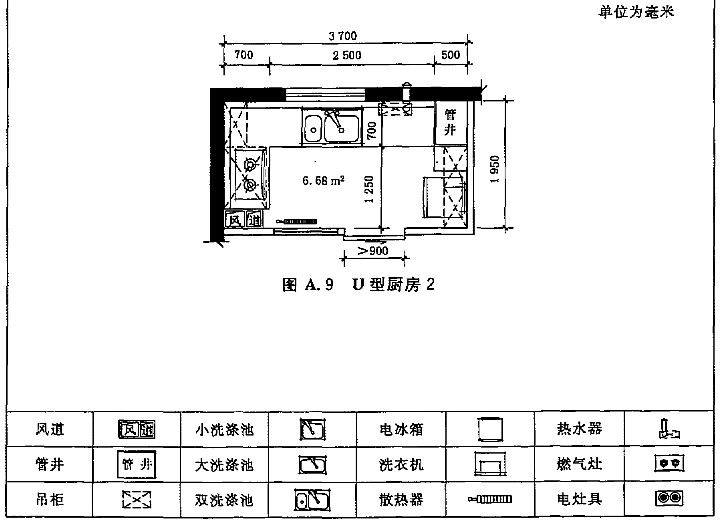 单位为毫米
3 700
700 2 500 500
管井
700
1 950
6.58 m²
1 250
风道
>900
图 A.9 U型厨房2
风道 风道 小洗涤池 电冰箱 热水器
管井 管井 大洗涤池 洗衣机 燃气灶
吊柜 双洗涤池 散热器 电灶具